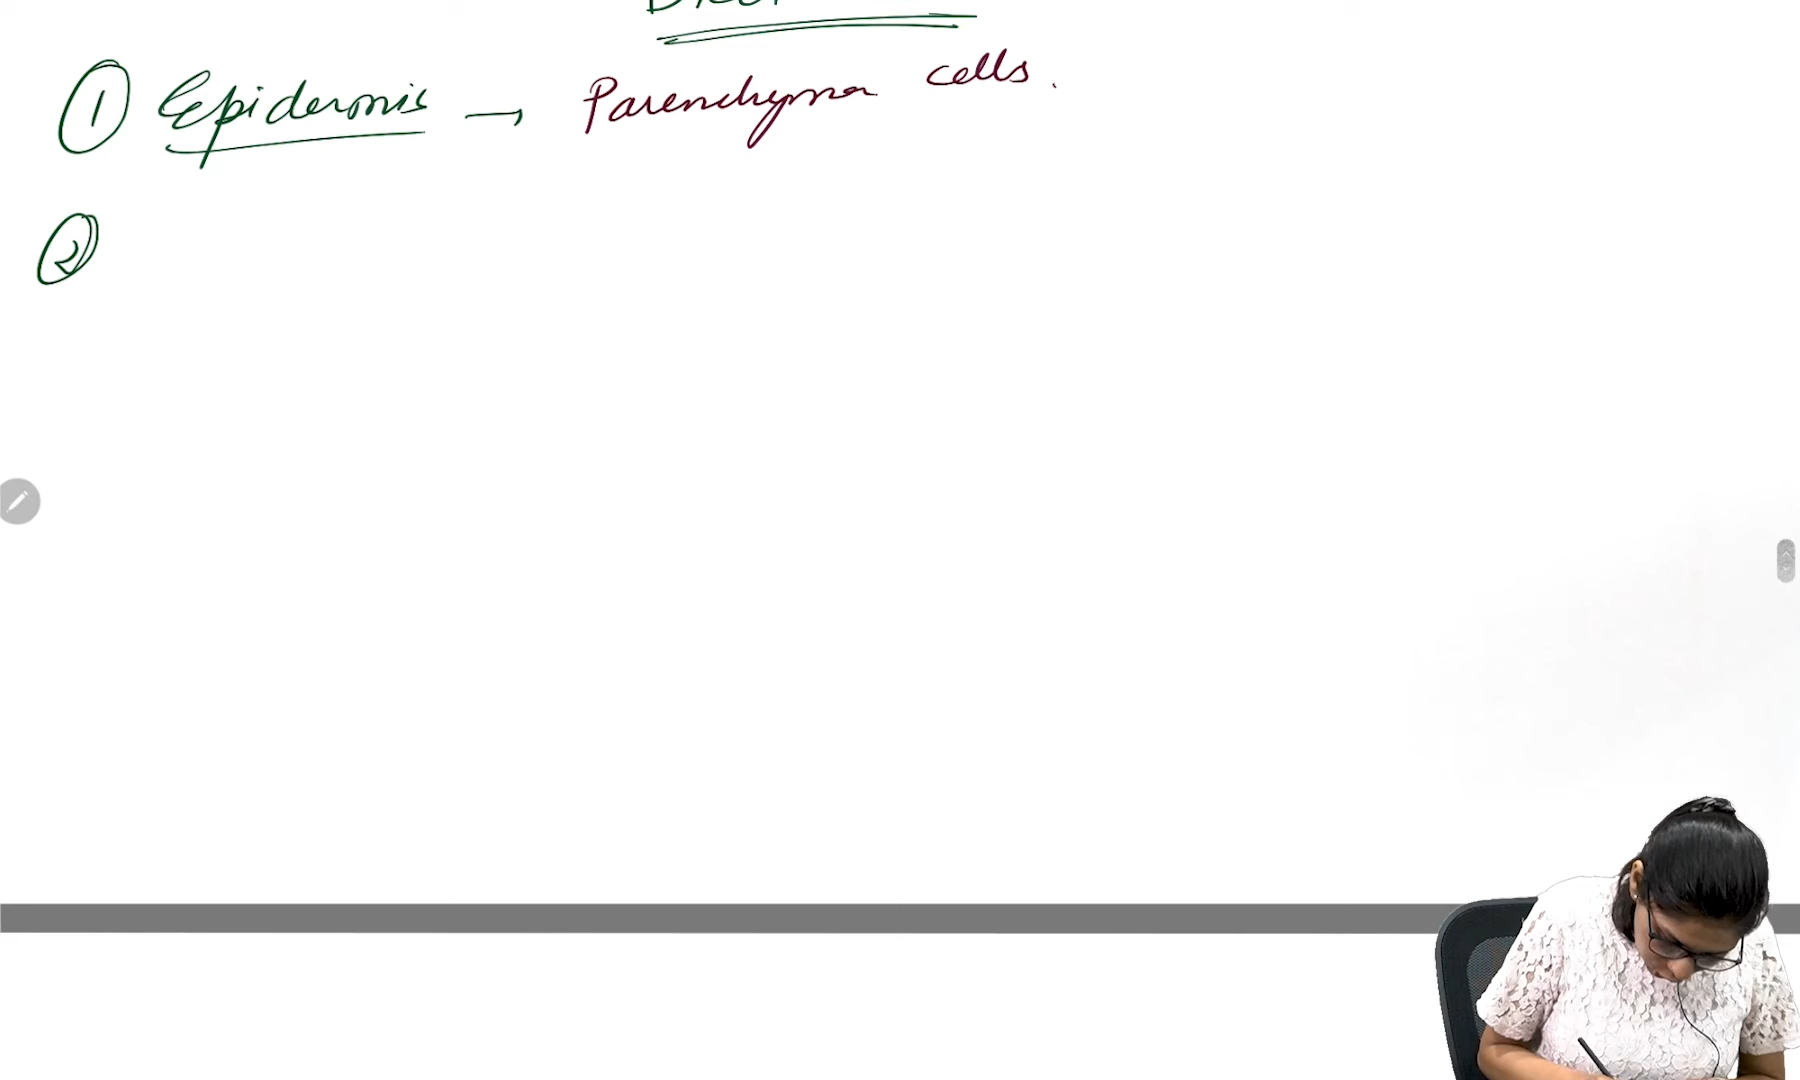 ① Epidermis → Parenchyma cells.
②